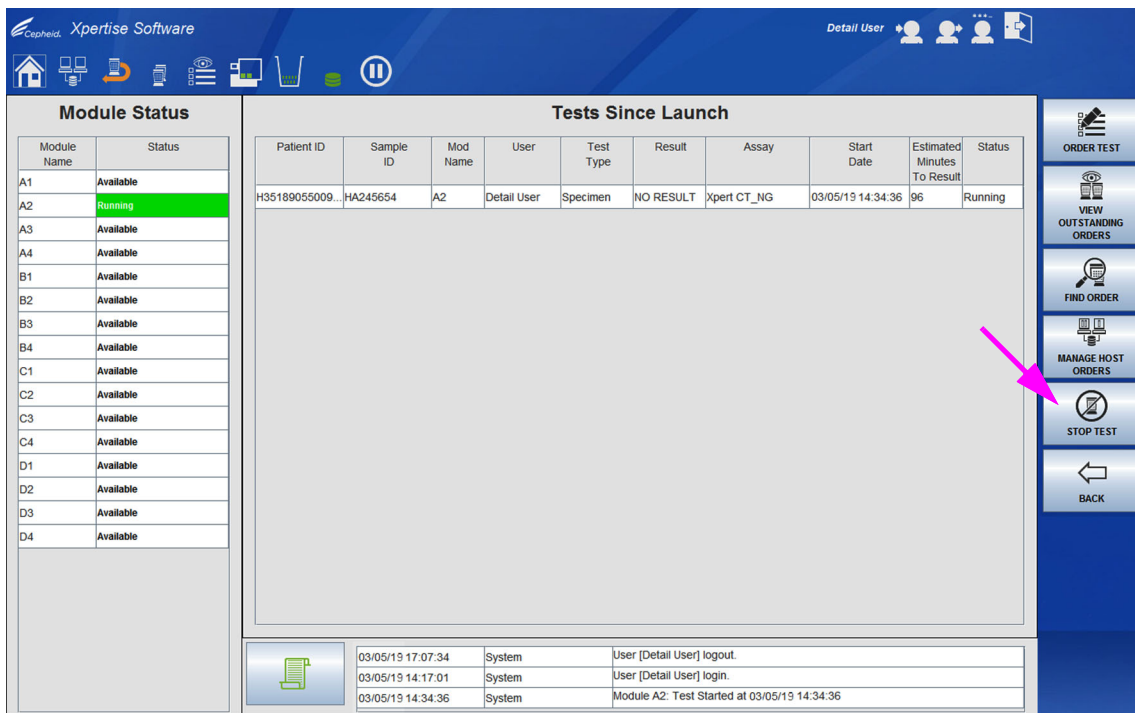 Cepheid. Xpertise Software
Detail User
Module Status
Module Name Status
A1 Available
A2 Running
A3 Available
A4 Available
B1 Available
B2 Available
B3 Available
B4 Available
C1 Available
C2 Available
C3 Available
C4 Available
D1 Available
D2 Available
D3 Available
D4 Available
Tests Since Launch
Patient ID Sample ID Mod Name User Test Type Result Assay Start Date Estimated Minutes To Result Status
H35189055009... HA245654 A2 Detail User Specimen NO RESULT Xpert CT_NG 03/05/19 14:34:36 96 Running
03/05/19 17:07:34 System User [Detail User] logout.
03/05/19 14:17:01 System User [Detail User] login.
03/05/19 14:34:36 System Module A2: Test Started at 03/05/19 14:34:36
ORDER TEST
VIEW
OUTSTANDING
ORDERS
FIND ORDER
MANAGE HOST
ORDERS
STOP TEST
BACK